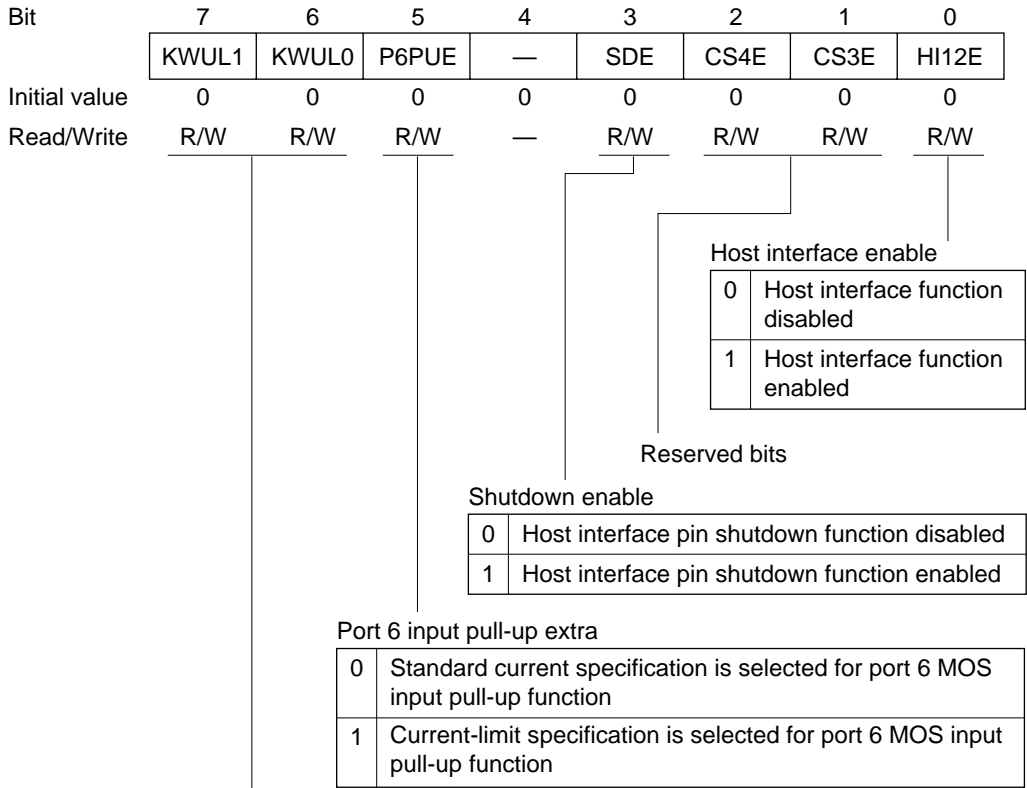 Bit 7 6 5 4 3 2 1 0
KWUL1 KWUL0 P6PUE — SDE CS4E CS3E HI12E
Initial value 0 0 0 0 0 0 0 0
Read/Write R/W R/W R/W — R/W R/W R/W R/W
Host interface enable
0 Host interface function
disabled
1 Host interface function
enabled
Reserved bits
Shutdown enable
0 Host interface pin shutdown function disabled
1 Host interface pin shutdown function enabled
Port 6 input pull-up extra
0 Standard current specification is selected for port 6 MOS
input pull-up function
1 Current-limit specification is selected for port 6 MOS input
pull-up function